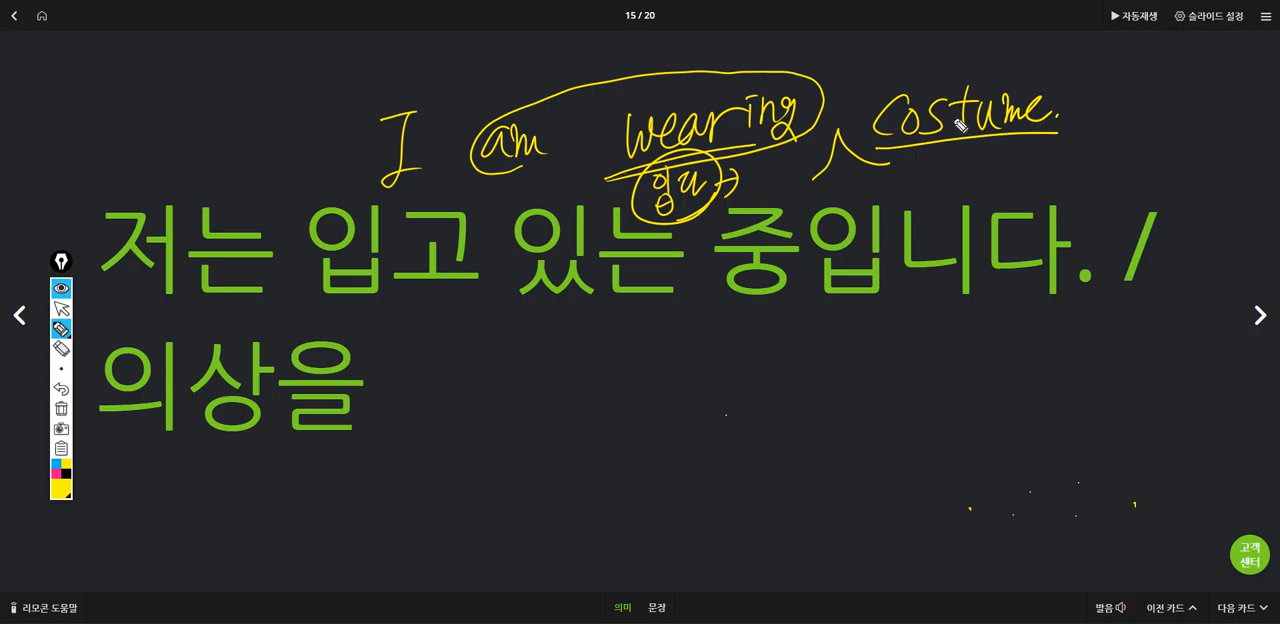 15 / 20
자동재생
슬라이드 설정
I am wearing costume.
입다
저는 입고 있는 중입니다. /
의상을
고객
센터
리모콘 도움말
의미
문장
발음
이전 카드
다음 카드